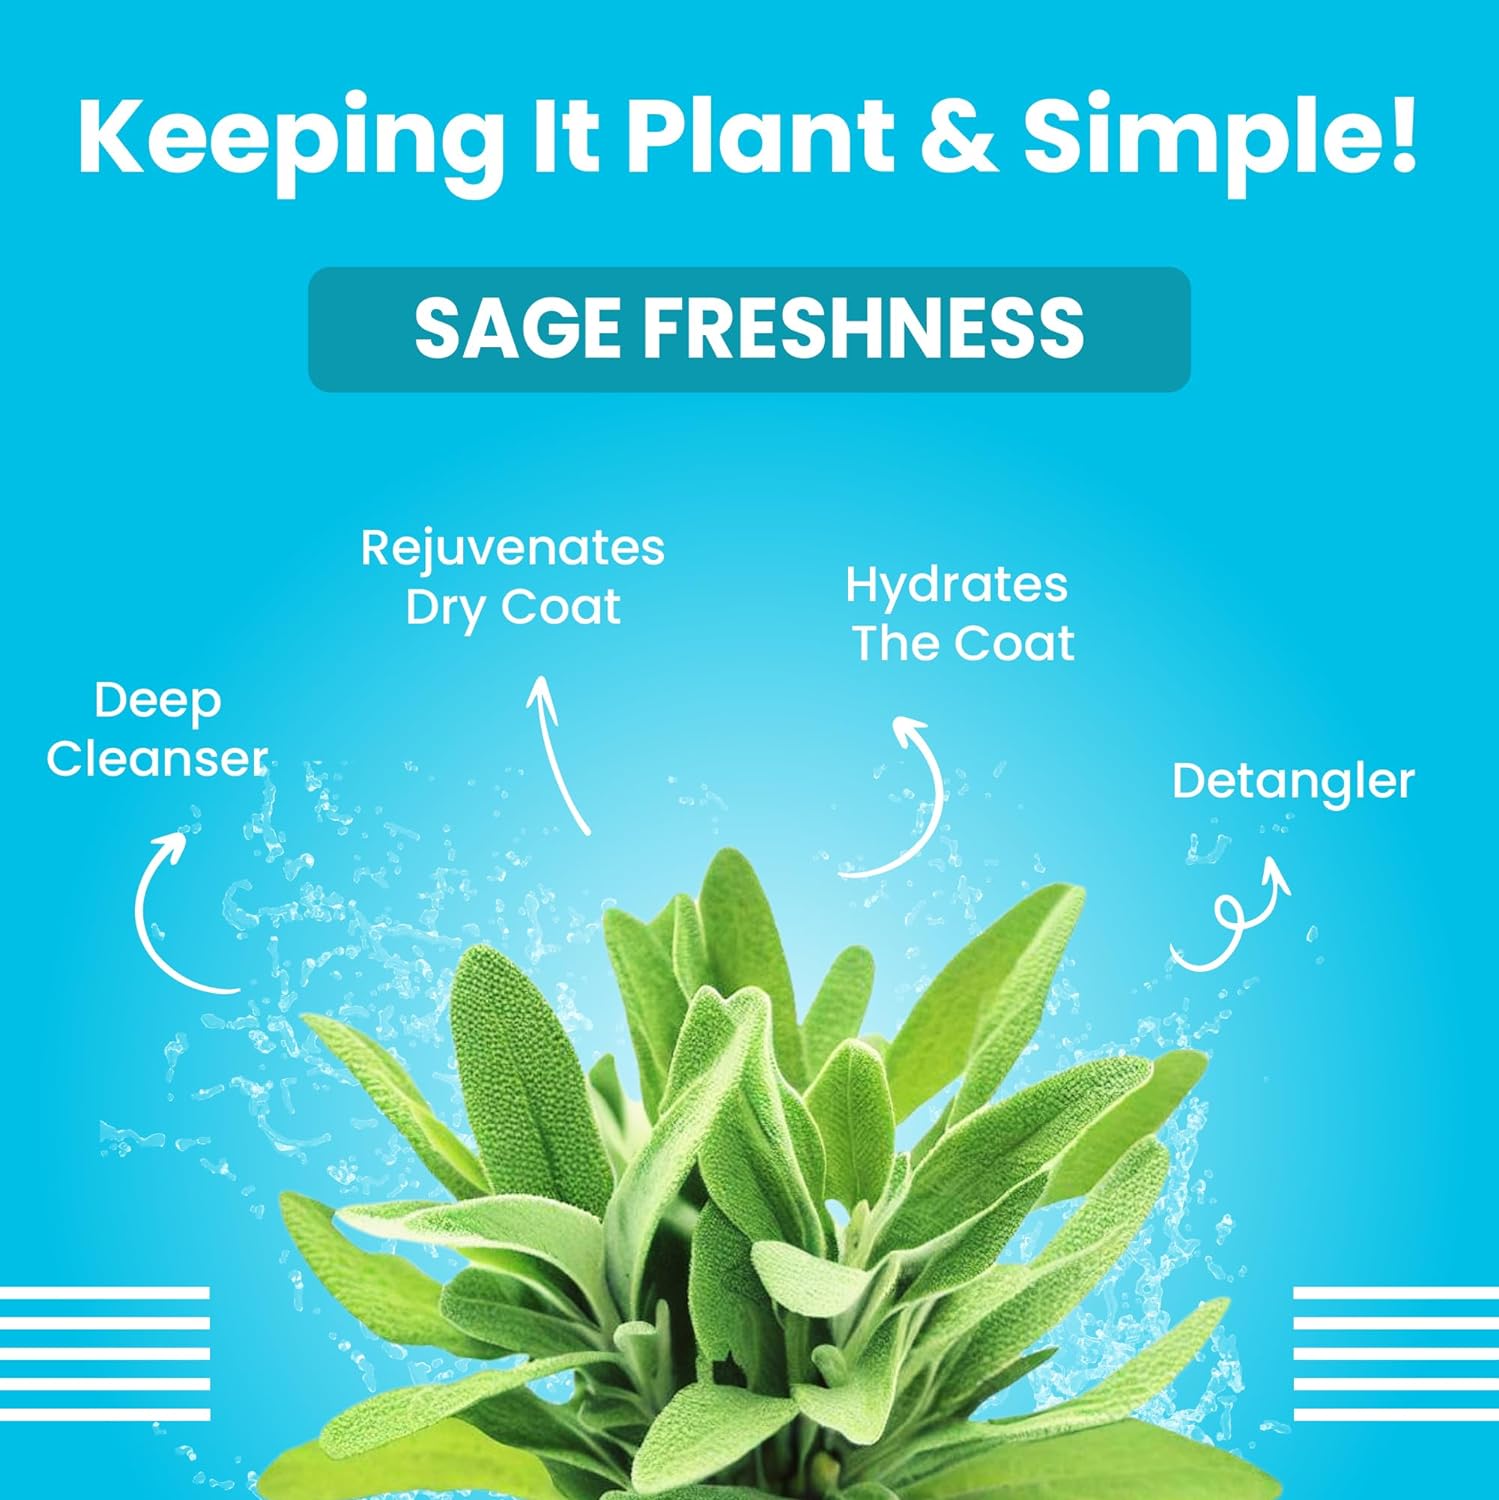 Keeping It Plant & Simple!
SAGE FRESHNESS
Rejuvenates
Dry Coat
Hydrates
The Coat
Deep
Cleanser
Detangler